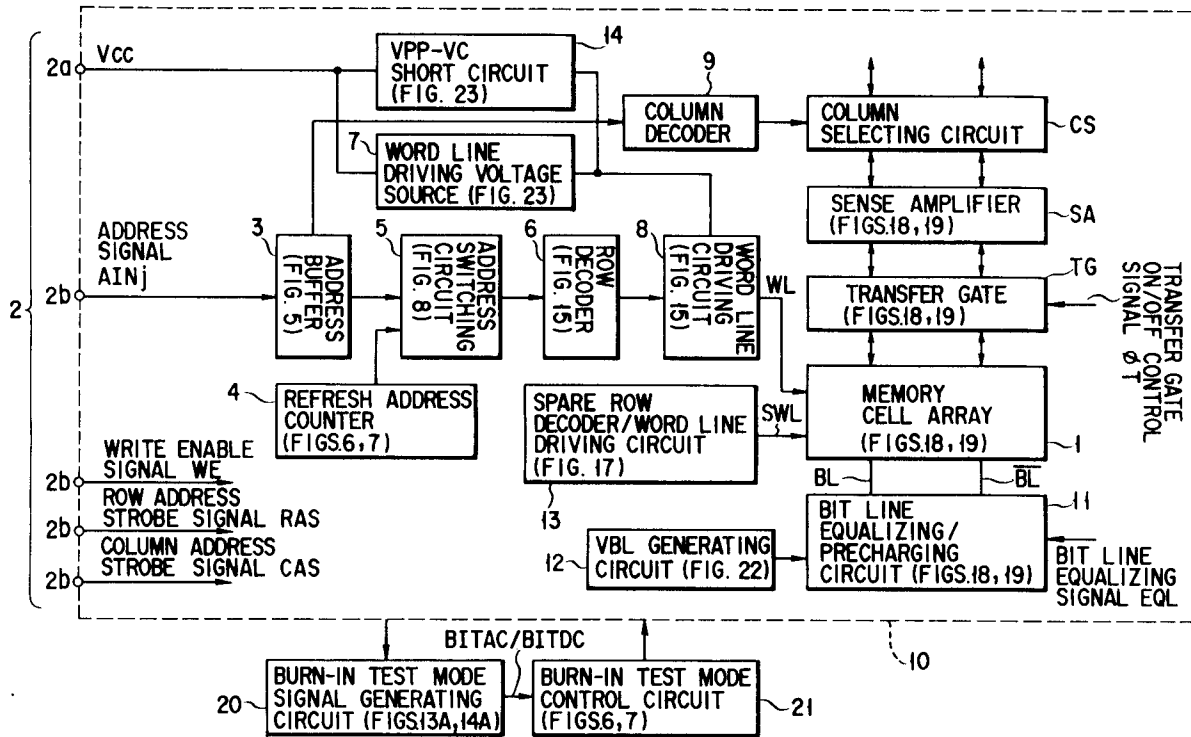 2
2a
Vcc
VPP-VC
SHORT CIRCUIT
(FIG. 23)
14
7
WORD LINE
DRIVING VOLTAGE
SOURCE (FIG. 23)
9
COLUMN
DECODER
COLUMN
SELECTING CIRCUIT
CS
SENSE AMPLIFIER
(FIGS.18,19)
SA
TRANSFER GATE
(FIGS.18,19)
TG
TRANSFER GATE
ON/OFF CONTROL
SIGNAL ØT
ADDRESS
SIGNAL
AINj
2b
3
ADDRESS
BUFFER
(FIG. 5)
5
ADDRESS
SWITCHING
CIRCUIT
(FIG. 8)
6
ROW
DECODER
(FIG. 15)
8
WORD LINE
DRIVING
CIRCUIT
(FIG. 15)
WL
4
REFRESH ADDRESS
COUNTER
(FIGS.6,7)
SPARE ROW
DECODER/WORD LINE
DRIVING CIRCUIT
(FIG. 17)
13
SWL
MEMORY
CELL ARRAY
(FIGS.18,19)
1
BL
BL
2b
WRITE ENABLE
SIGNAL WE
2b
ROW ADDRESS
STROBE SIGNAL RAS
2b
COLUMN ADDRESS
STROBE SIGNAL CAS
12
VBL GENERATING
CIRCUIT (FIG. 22)
BIT LINE
EQUALIZING/
PRECHARGING
CIRCUIT (FIGS.18,19)
11
BIT LINE
EQUALIZING
SIGNAL EQL
10
BITAC/BITDC
20
BURN-IN TEST MODE
SIGNAL GENERATING
CIRCUIT (FIGS.13A,14A)
BURN-IN TEST MODE
CONTROL CIRCUIT
(FIGS.6,7)
21